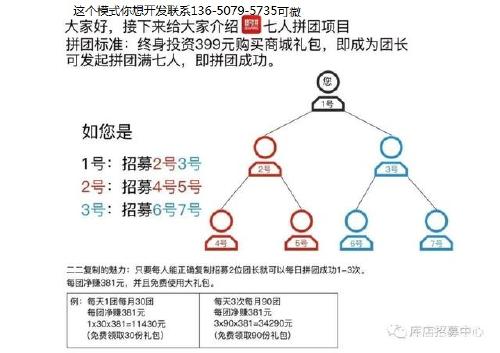 这个模式你想开发联系136-5079-5735可微
大家好，接下来给大家介绍 七人拼团项目
拼团标准：终身投资399元购买商城礼包，即成为团长
可发起拼团满七人，即拼团成功。
您
1号
如您是
1号：招募2号3号
2号：招募4号5号
3号：招募6号7号
2号
3号
4号
5号
6号
7号
二二复制的魅力：只要每人能正确复制招募2位团长就可以每日拼团成功1-3次。
每团净赚381元，并且免费使用大礼包。
例：
每天1团每月30团
每团净赚381元
1x30x381=11430元
(免费领取30份礼包)
每天3次每月90团
每团净赚381元
3x90x381=34290元
(免费领取90份礼包)
库店招募中心